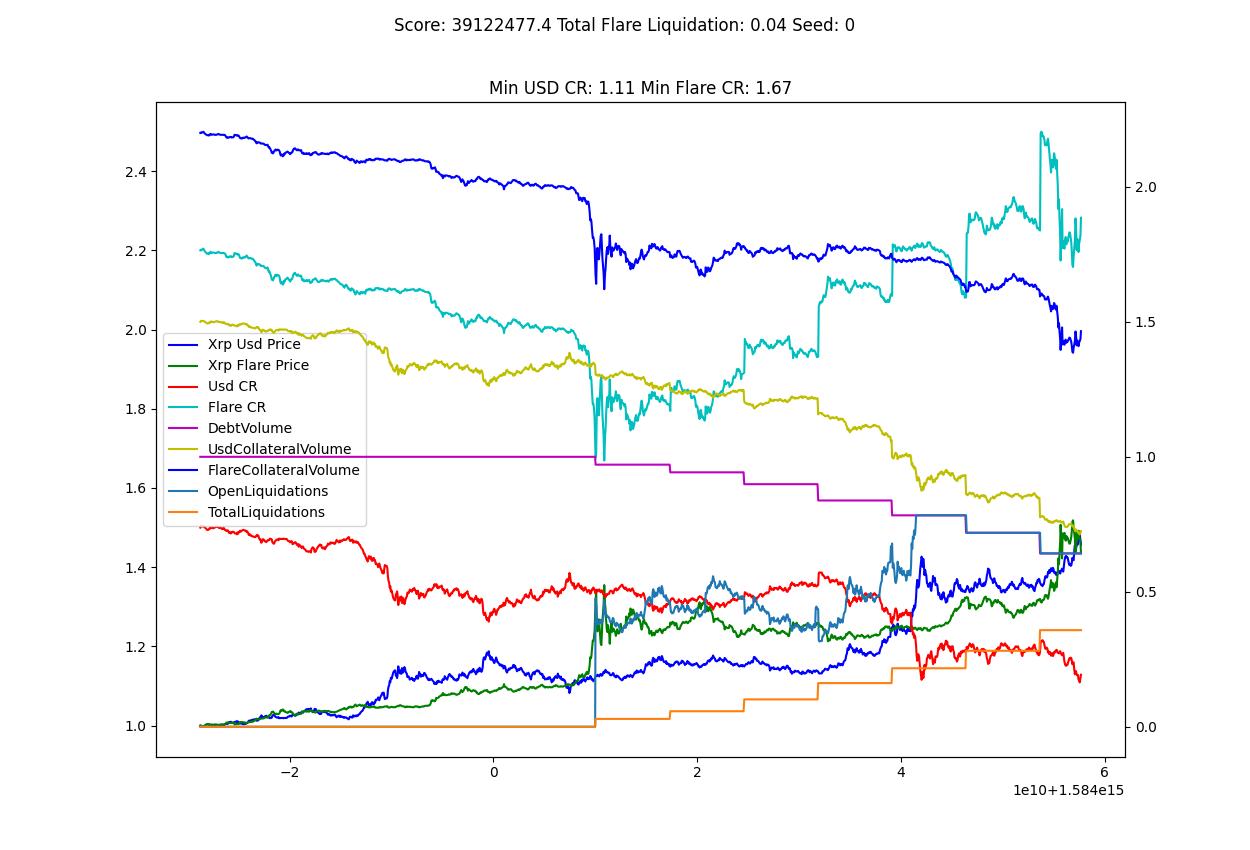 Score: 39122477.4 Total Flare Liquidation: 0.04 Seed: 0
Min USD CR: 1.11 Min Flare CR: 1.67
2.4
2.2
2.0
1.8
1.6
1.4
1.2
1.0
Xrp Usd Price
Xrp Flare Price
Usd CR
Flare CR
DebtVolume
UsdCollateralVolume
FlareCollateralVolume
OpenLiquidations
TotalLiquidations
2.0
1.5
1.0
0.5
0.0
−2 0 2 4 6
1e10+1.584e15